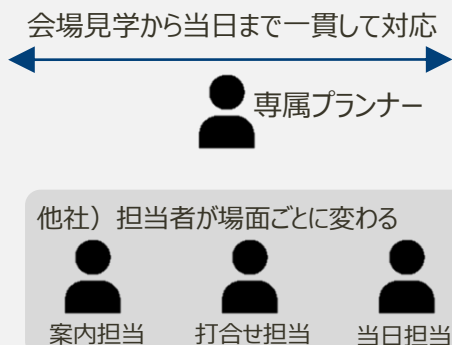 会場見学から当日まで一貫して対応
専属プランナー
他社）担当者が場面ごとに変わる
案内担当 打合せ担当 当日担当